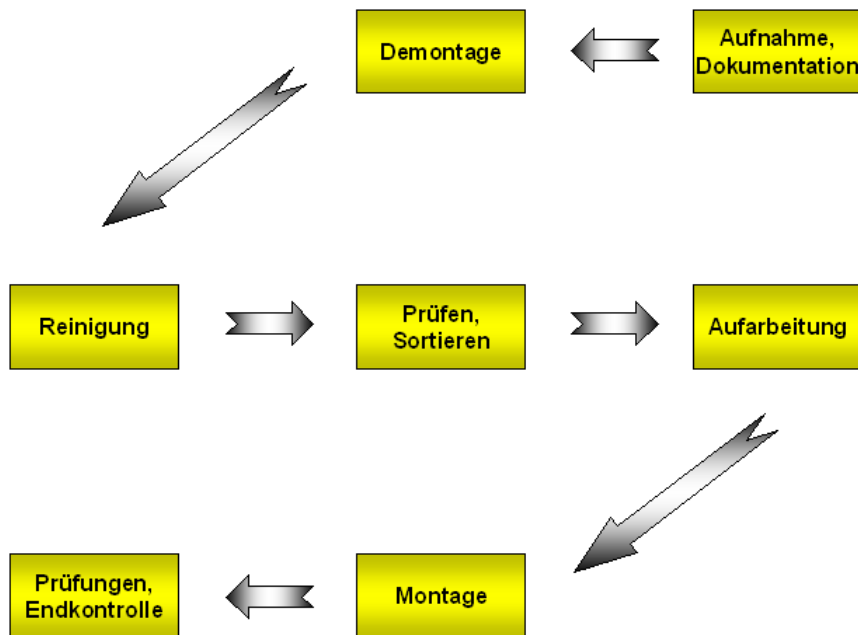 Demontage
Aufnahme,
Dokumentation
Reinigung
Prüfen,
Sortieren
Aufarbeitung
Prüfungen,
Endkontrolle
Montage